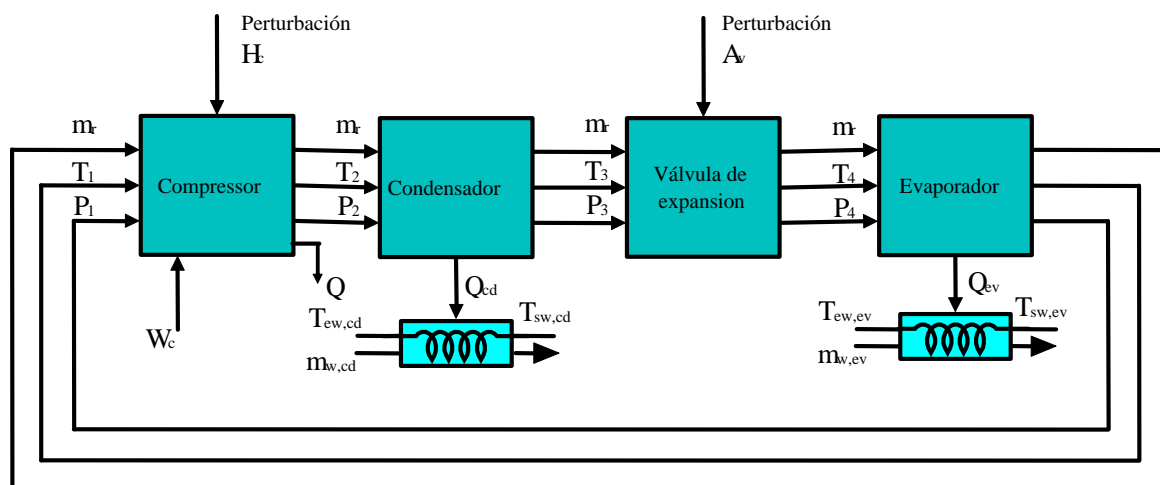 Perturbación
H꜀
Perturbación
Aᵥ
mᵣ
mᵣ
mᵣ
mᵣ
T₁
Compressor
T₂
Condensador
T₃
Válvula de
expansion
T₄
Evaporador
P₁
P₂
P₃
P₄
Q
Qcd
Qev
Wc
Tew,cd
Tsw,cd
mw,cd
Tew,ev
Tsw,ev
mw,ev